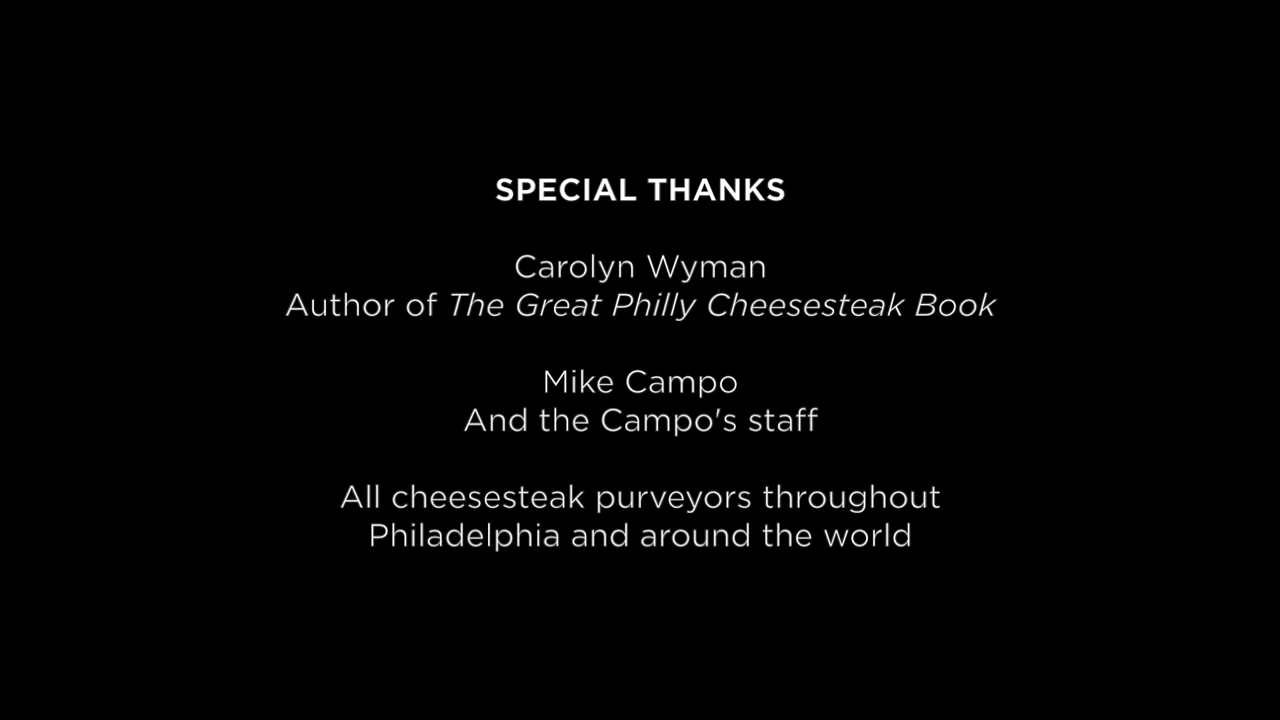 SPECIAL THANKS
Carolyn Wyman
Author of The Great Philly Cheesesteak Book
Mike Campo
And the Campo's staff
All cheesesteak purveyors throughout
Philadelphia and around the world